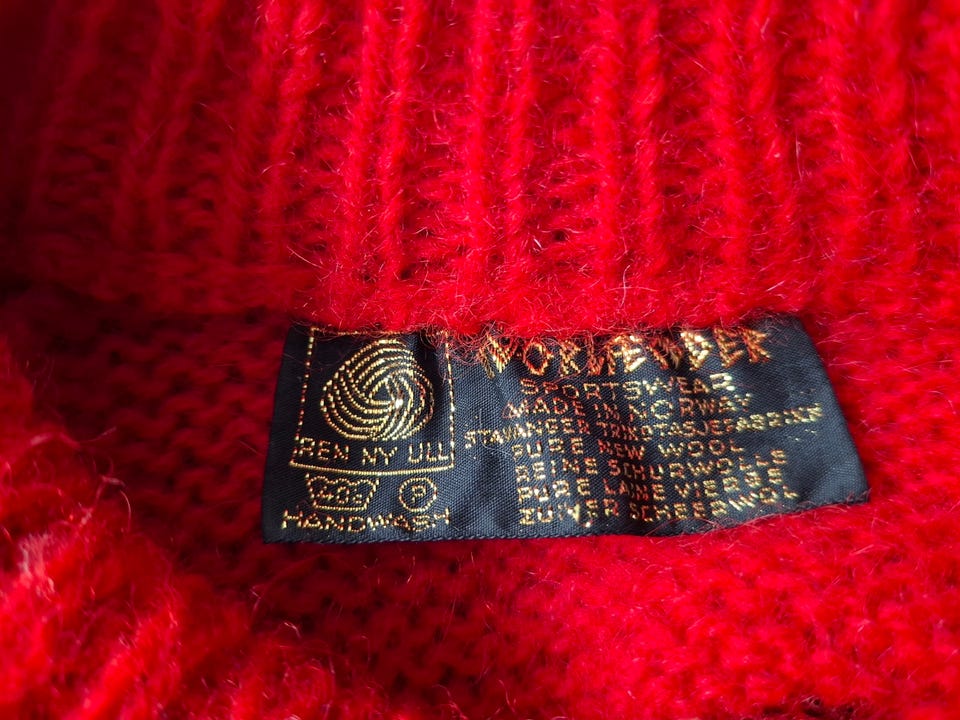 REN NY ULL
40°
P
HANDWASH
SPORTSWEAR
MADE IN NORWAY
STAVANGER TRIKOTASJEFABRIKK
PURE NEW WOOL
REINE SCHURWOLLE
PURE LAINE VIERGE
ZUIVER SCHEERWOL